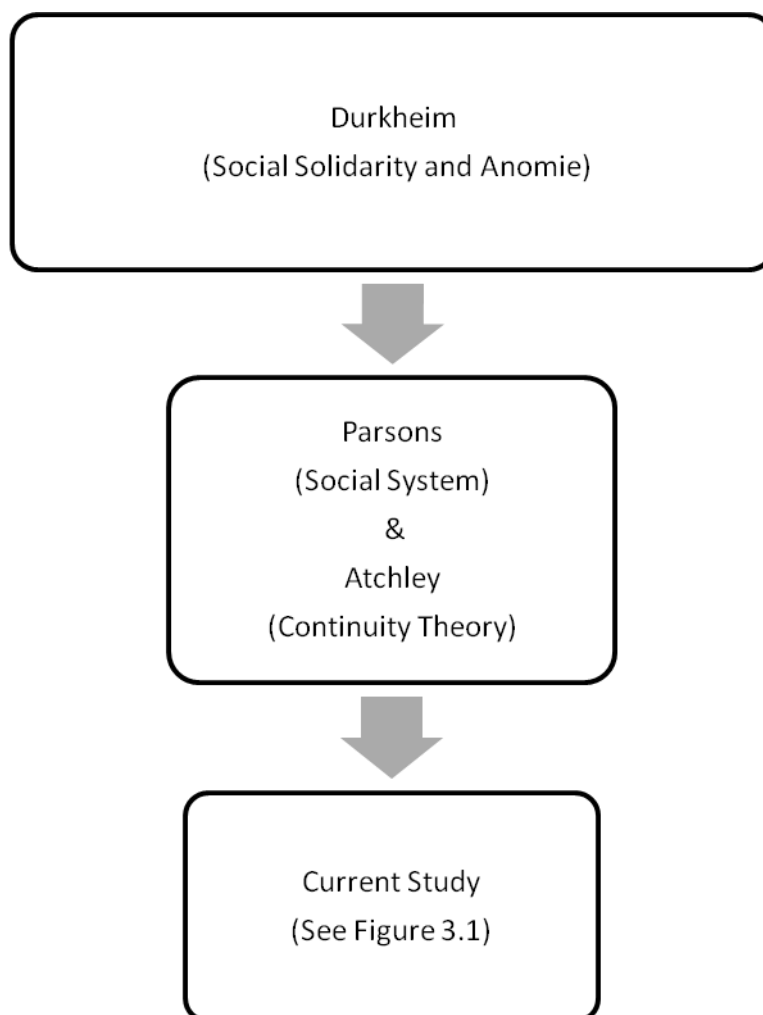 Durkheim
(Social Solidarity and Anomie)
Parsons
(Social System)
&
Atchley
(Continuity Theory)
Current Study
(See Figure 3.1)